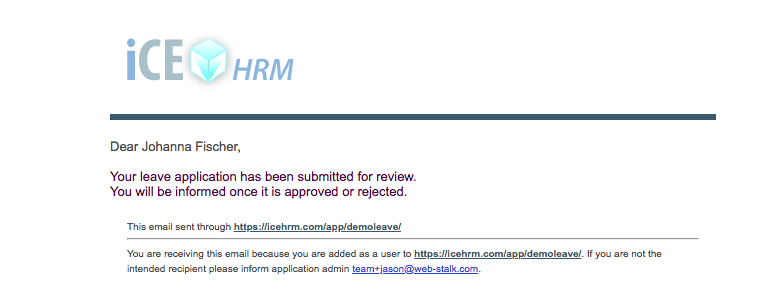 iCE HRM
Dear Johanna Fischer,
Your leave application has been submitted for review.
You will be informed once it is approved or rejected.
This email sent through https://icehrm.com/app/demoleave/
You are receiving this email because you are added as a user to https://icehrm.com/app/demoleave/. If you are not the
intended recipient please inform application admin team+jason@web-stalk.com.